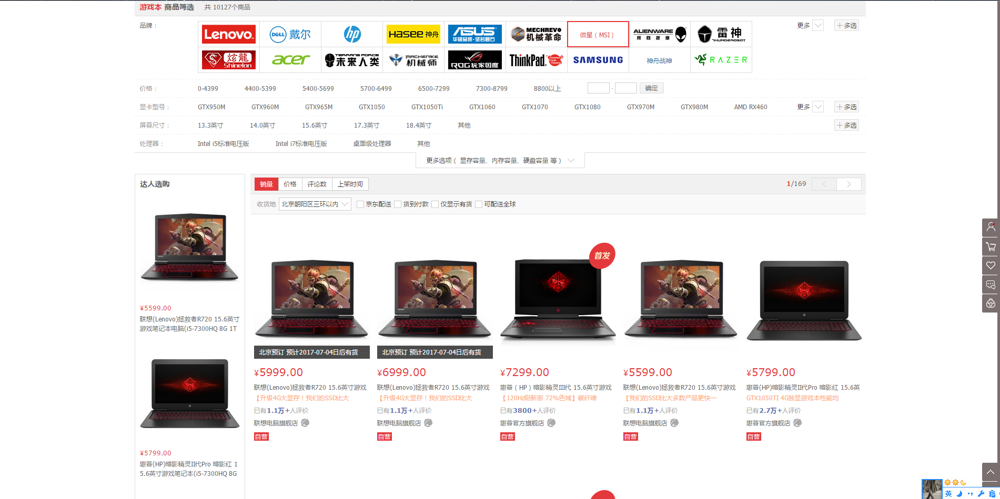 游戏本 商品筛选 共 10127个商品
品牌：
Lenovo.
DELL 戴尔
hp
Hasee 神舟
ASUS
华硕品质·坚若磐石
MECHREVO
机械革命
微星（MSI）
ALIENWARE
雷神
THUNDEROBOT
更多
多选
炫龍
Shinelon
acer
TERRANS FORCE
未来人类
MACHENIKE
机械师
ROG玩家国度
ThinkPad
Powered by
Fresh
Thinking
SAMSUNG
神舟战神
RAZER
价格： 0-4399 4400-5399 5400-5699 5700-6499 6500-7299 7300-8799 8800以上 - 确定
显卡型号： GTX950M GTX960M GTX965M GTX1050 GTX1050Ti GTX1060 GTX1070 GTX1080 GTX970M GTX980M AMD RX460 更多 多选
屏幕尺寸： 13.3英寸 14.0英寸 15.6英寸 17.3英寸 18.4英寸 其他 多选
处理器： Intel i5标准电压版 Intel i7标准电压版 桌面级处理器 其他
更多选项（ 显存容量、内存容量、硬盘容量 等 ）
达人选购
¥5599.00
联想(Lenovo)拯救者R720 15.6英寸
游戏笔记本电脑(i5-7300HQ 8G 1T
¥5799.00
惠普(HP)暗影精灵II代Pro 暗影红 1
5.6英寸游戏笔记本(i5-7300HQ 8G
销量 价格 评论数 上架时间 1/169
收货地 北京朝阳区三环以内 京东配送 货到付款 仅显示有货 可配送全球
北京预订 预计2017-07-04日后有货
¥5999.00
联想(Lenovo)拯救者R720 15.6英寸游戏
【升级4G大显存！我们的SSD比大
已有1.1万+人评价
联想电脑旗舰店
自营
北京预订 预计2017-07-04日后有货
¥6999.00
联想(Lenovo)拯救者R720 15.6英寸游戏
【升级4G大显存！我们的SSD比大
已有1.1万+人评价
联想电脑旗舰店
自营
首发
¥7299.00
惠普（HP）暗影精灵III代 15.6英寸游戏
【120Hz刷新率 72%色域】碳纤维
已有3800+人评价
惠普官方旗舰店
自营
¥5599.00
联想(Lenovo)拯救者R720 15.6英寸游戏
【我们的SSD比大多数产品更快—
已有1.1万+人评价
联想电脑旗舰店
自营
¥5799.00
惠普(HP)暗影精灵II代Pro 暗影红 15.6英
GTX1050TI 4G独显游戏本性能均
已有2.7万+人评价
惠普官方旗舰店
自营
英